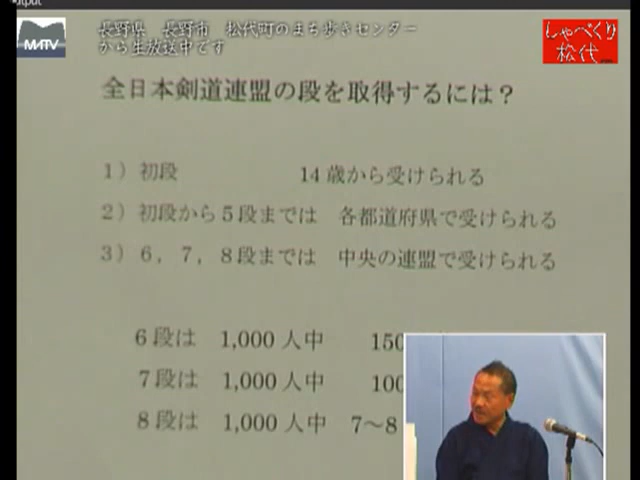 utput
長野県　長野市　松代町のまち歩きセンター
から生放送中です
MATV
しゃべくり
松代
全日本剣道連盟の段を取得するには？
1）初段　　14歳から受けられる
2）初段から５段までは　各都道府県で受けられる
3）６，７，８段までは　中央の連盟で受けられる
6段は　1,000人中　150
7段は　1,000人中　100
8段は　1,000人中　7～8